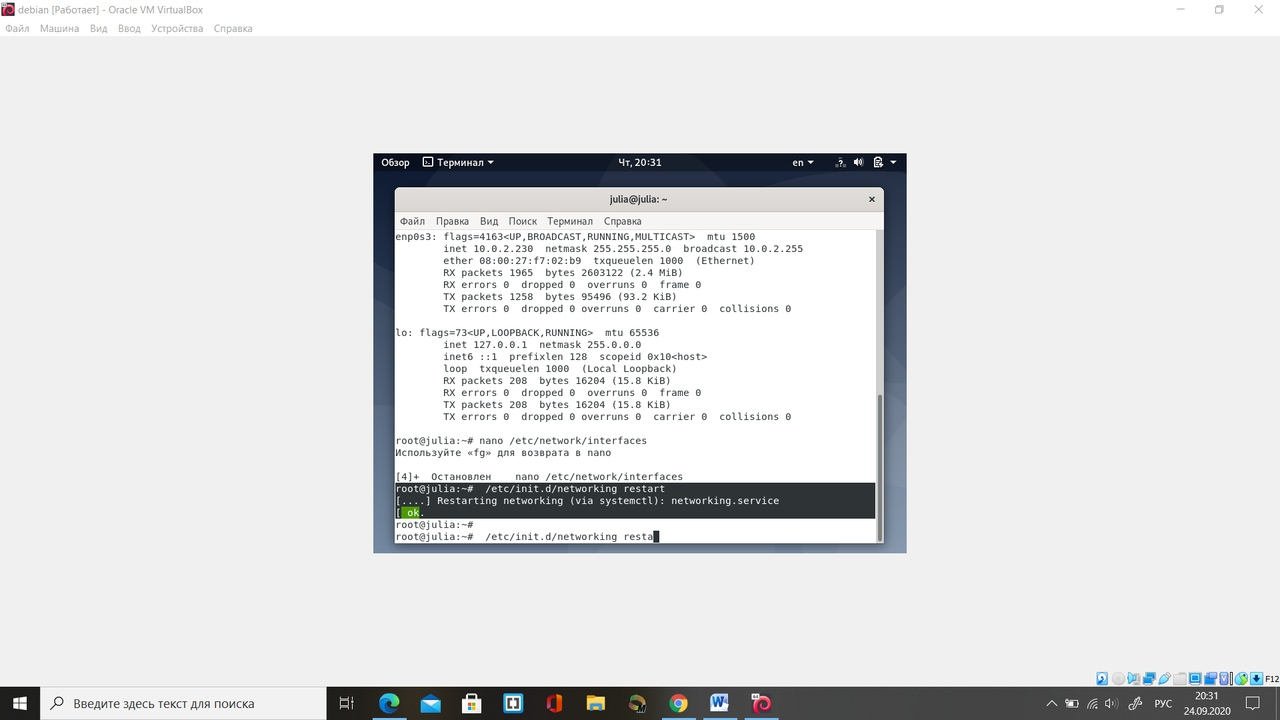 debian [Работает] - Oracle VM VirtualBox
Файл Машина Вид Ввод Устройства Справка
Обзор Терминал Чт, 20:31 en
julia@julia: ~
Файл Правка Вид Поиск Терминал Справка
enp0s3: flags=4163<UP,BROADCAST,RUNNING,MULTICAST>  mtu 1500
        inet 10.0.2.230  netmask 255.255.255.0  broadcast 10.0.2.255
        ether 08:00:27:f7:02:b9  txqueuelen 1000  (Ethernet)
        RX packets 1965  bytes 2603122 (2.4 MiB)
        RX errors 0  dropped 0  overruns 0  frame 0
        TX packets 1258  bytes 95496 (93.2 KiB)
        TX errors 0  dropped 0 overruns 0  carrier 0  collisions 0
lo: flags=73<UP,LOOPBACK,RUNNING>  mtu 65536
        inet 127.0.0.1  netmask 255.0.0.0
        inet6 ::1  prefixlen 128  scopeid 0x10<host>
        loop  txqueuelen 1000  (Local Loopback)
        RX packets 208  bytes 16204 (15.8 KiB)
        RX errors 0  dropped 0  overruns 0  frame 0
        TX packets 208  bytes 16204 (15.8 KiB)
        TX errors 0  dropped 0 overruns 0  carrier 0  collisions 0
root@julia:~# nano /etc/network/interfaces
Используйте «fg» для возврата в nano
[4]+  Остановлен    nano /etc/network/interfaces
root@julia:~#  /etc/init.d/networking restart
[....] Restarting networking (via systemctl): networking.service
[ ok.
root@julia:~#
root@julia:~#  /etc/init.d/networking resta
F12
Введите здесь текст для поиска
РУС
20:31
24.09.2020